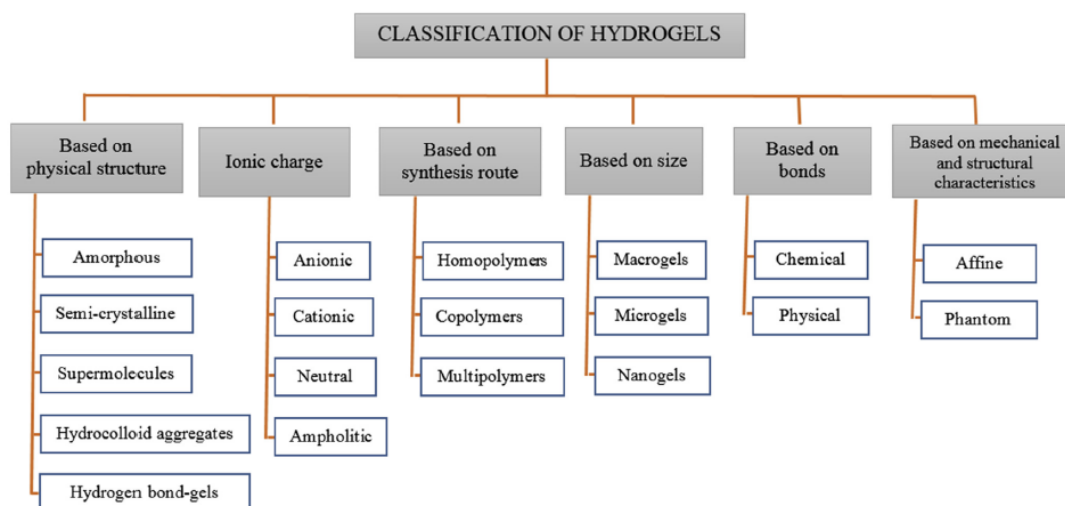 CLASSIFICATION OF HYDROGELS
Based on
physical structure
Amorphous
Semi-crystalline
Supermolecules
Hydrocolloid aggregates
Hydrogen bond-gels
Ionic charge
Anionic
Cationic
Neutral
Ampholitic
Based on
synthesis route
Homopolymers
Copolymers
Multipolymers
Based on size
Macrogels
Microgels
Nanogels
Based on
bonds
Chemical
Physical
Based on mechanical
and structural
characteristics
Affine
Phantom